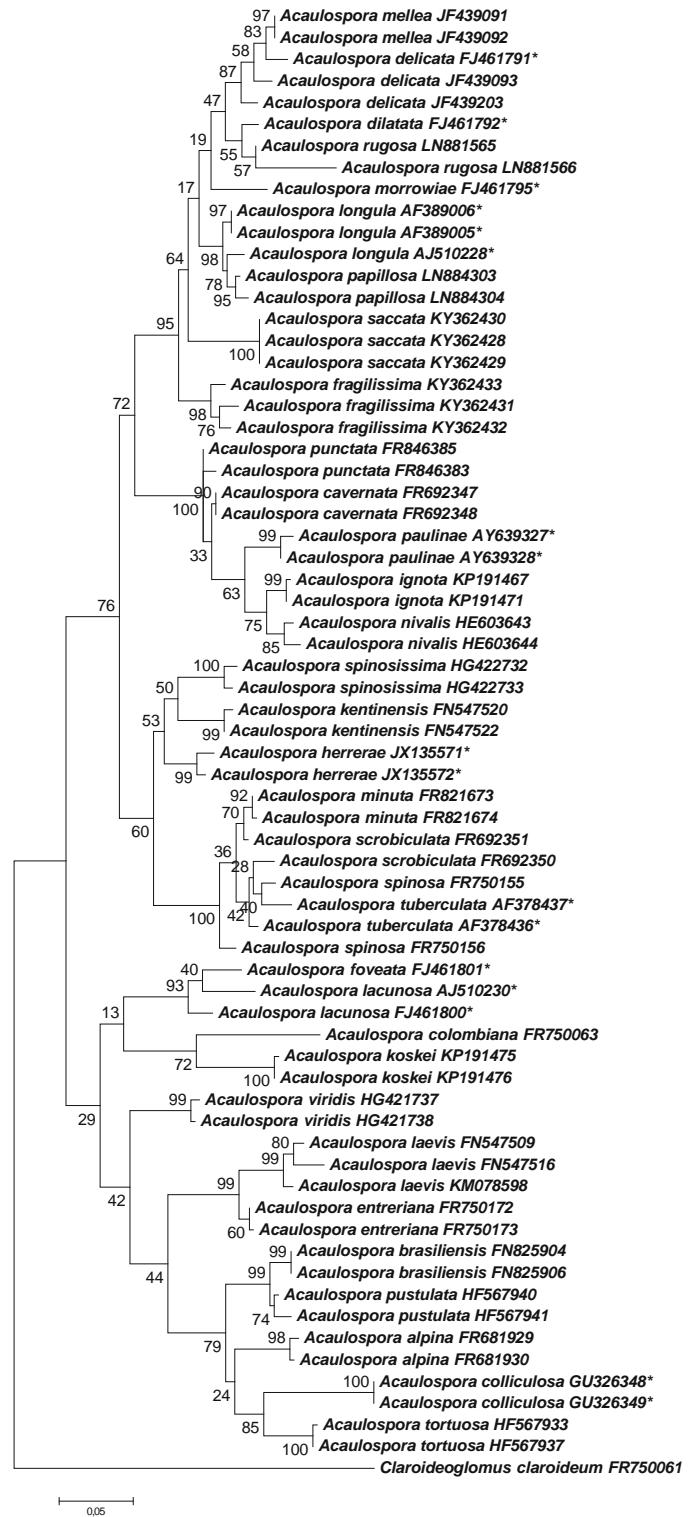 97 Acaulospora mellea JF439091
83 Acaulospora mellea JF439092
58 Acaulospora delicata FJ461791*
87 Acaulospora delicata JF439093
47 Acaulospora delicata JF439203
Acaulospora dilatata FJ461792*
19 55 Acaulospora rugosa LN881565
57 Acaulospora rugosa LN881566
17 Acaulospora morrowiae FJ461795*
97 Acaulospora longula AF389006*
Acaulospora longula AF389005*
64 98 Acaulospora longula AJ510228*
78 Acaulospora papillosa LN884303
95 Acaulospora papillosa LN884304
Acaulospora saccata KY362430
95 Acaulospora saccata KY362428
100 Acaulospora saccata KY362429
Acaulospora fragilissima KY362433
72 98 Acaulospora fragilissima KY362431
76 Acaulospora fragilissima KY362432
Acaulospora punctata FR846385
Acaulospora punctata FR846383
90 Acaulospora cavernata FR692347
100 Acaulospora cavernata FR692348
99 Acaulospora paulinae AY639327*
33 Acaulospora paulinae AY639328*
99 Acaulospora ignota KP191467
63 Acaulospora ignota KP191471
76 75 Acaulospora nivalis HE603643
85 Acaulospora nivalis HE603644
100 Acaulospora spinosissima HG422732
50 Acaulospora spinosissima HG422733
Acaulospora kentinensis FN547520
53 99 Acaulospora kentinensis FN547522
Acaulospora herrerae JX135571*
99 Acaulospora herrerae JX135572*
92 Acaulospora minuta FR821673
60 70 Acaulospora minuta FR821674
Acaulospora scrobiculata FR692351
36 28 Acaulospora scrobiculata FR692350
Acaulospora spinosa FR750155
40 Acaulospora tuberculata AF378437*
100 42 Acaulospora tuberculata AF378436*
Acaulospora spinosa FR750156
40 Acaulospora foveata FJ461801*
93 Acaulospora lacunosa AJ510230*
Acaulospora lacunosa FJ461800*
13 Acaulospora colombiana FR750063
72 Acaulospora koskei KP191475
100 Acaulospora koskei KP191476
99 Acaulospora viridis HG421737
29 Acaulospora viridis HG421738
80 Acaulospora laevis FN547509
99 Acaulospora laevis FN547516
99 Acaulospora laevis KM078598
42 Acaulospora entreriana FR750172
60 Acaulospora entreriana FR750173
99 Acaulospora brasiliensis FN825904
44 99 Acaulospora brasiliensis FN825906
Acaulospora pustulata HF567940
74 Acaulospora pustulata HF567941
79 98 Acaulospora alpina FR681929
Acaulospora alpina FR681930
24 100 Acaulospora colliculosa GU326348*
Acaulospora colliculosa GU326349*
85 Acaulospora tortuosa HF567933
100 Acaulospora tortuosa HF567937
Claroideoglomus claroideum FR750061
0,05